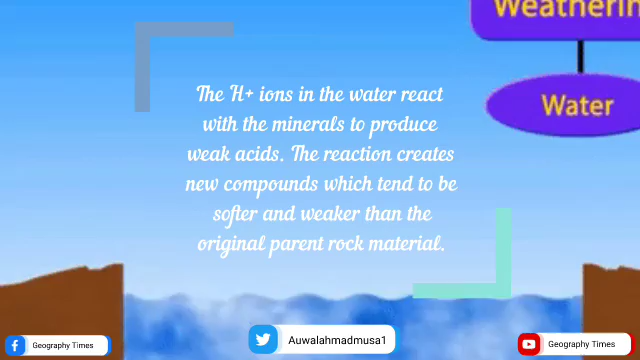 Weatherin
Water
The H+ ions in the water react
with the minerals to produce
weak acids. The reaction creates
new compounds which tend to be
softer and weaker than the
original parent rock material.
Geography Times
Auwalahmadmusa1
Geography Times